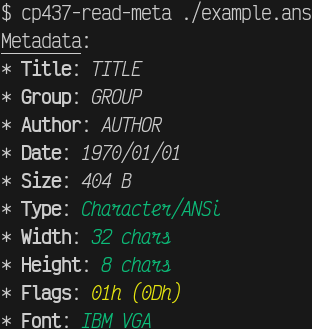 $ cp437-read-meta ./example.ans
Metadata:
* Title: TITLE
* Group: GROUP
* Author: AUTHOR
* Date: 1970/01/01
* Size: 404 B
* Type: Character/ANSi
* Width: 32 chars
* Height: 8 chars
* Flags: 01h (0Dh)
* Font: IBM VGA